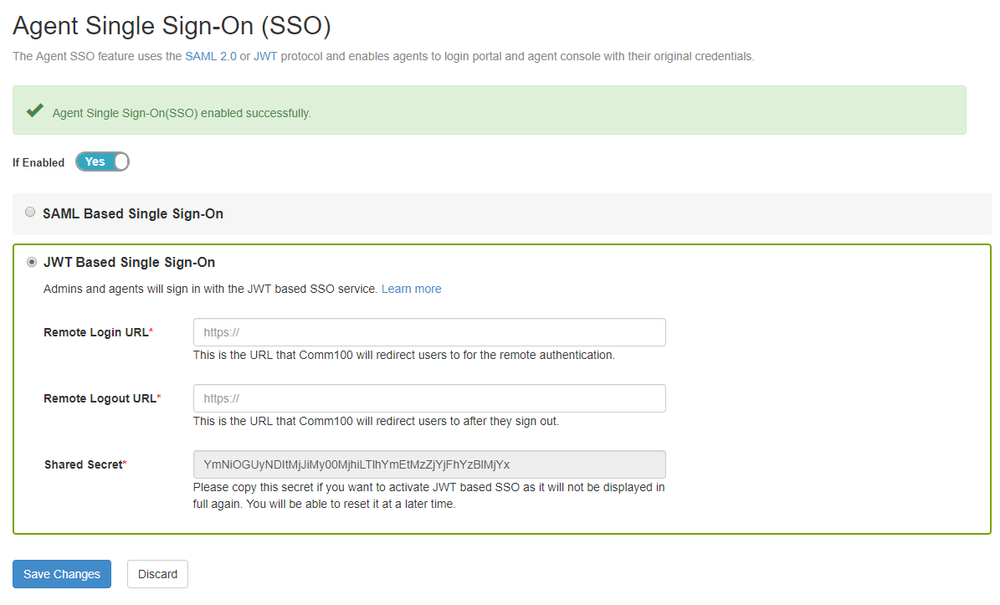 Agent Single Sign-On (SSO)
The Agent SSO feature uses the SAML 2.0 or JWT protocol and enables agents to login portal and agent console with their original credentials.
Agent Single Sign-On(SSO) enabled successfully.
If Enabled Yes
SAML Based Single Sign-On
JWT Based Single Sign-On
Admins and agents will sign in with the JWT based SSO service. Learn more
Remote Login URL* https://
This is the URL that Comm100 will redirect users to for the remote authentication.
Remote Logout URL* https://
This is the URL that Comm100 will redirect users to after they sign out.
Shared Secret* YmNiOGUyNDItMjJiMy00MjhiLTlhYmEtMzZjYjFhYzBlMjYx
Please copy this secret if you want to activate JWT based SSO as it will not be displayed in
full again. You will be able to reset it at a later time.
Save Changes Discard